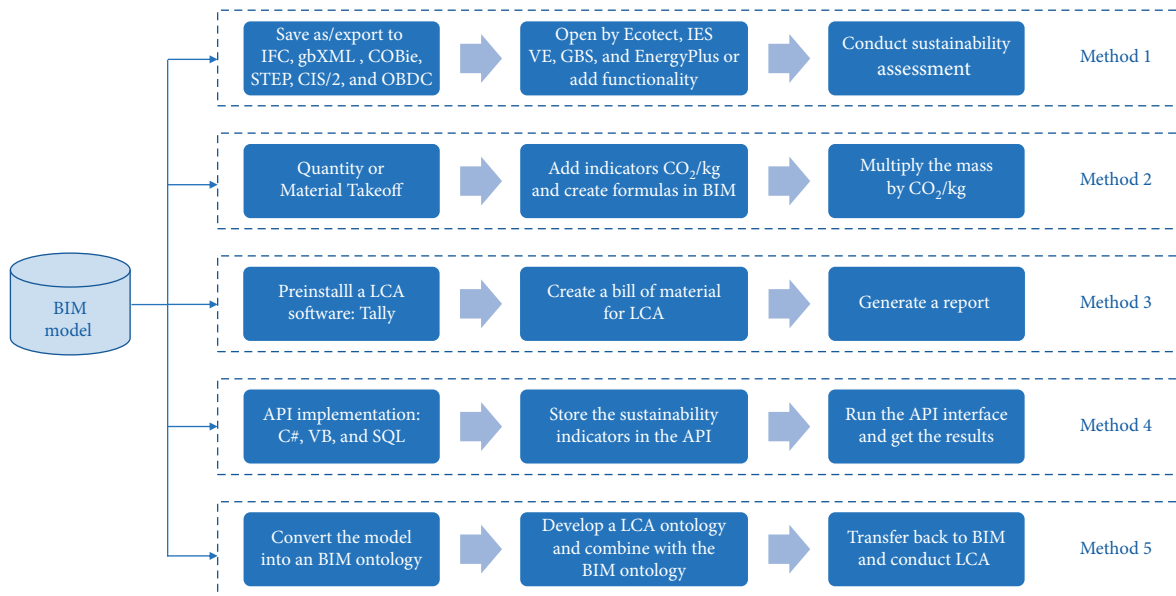 Save as/export to
IFC, gbXML , COBie,
STEP, CIS/2, and OBDC
Open by Ecotect, IES
VE, GBS, and EnergyPlus or
add functionality
Conduct sustainability
assessment
Method 1
Quantity or
Material Takeoff
Add indicators CO₂/kg
and create formulas in BIM
Multiply the mass
by CO₂/kg
Method 2
BIM
model
Preinstalll a LCA
software: Tally
Create a bill of material
for LCA
Generate a report
Method 3
API implementation:
C#, VB, and SQL
Store the sustainability
indicators in the API
Run the API interface
and get the results
Method 4
Convert the model
into an BIM ontology
Develop a LCA ontology
and combine with the
BIM ontology
Transfer back to BIM
and conduct LCA
Method 5